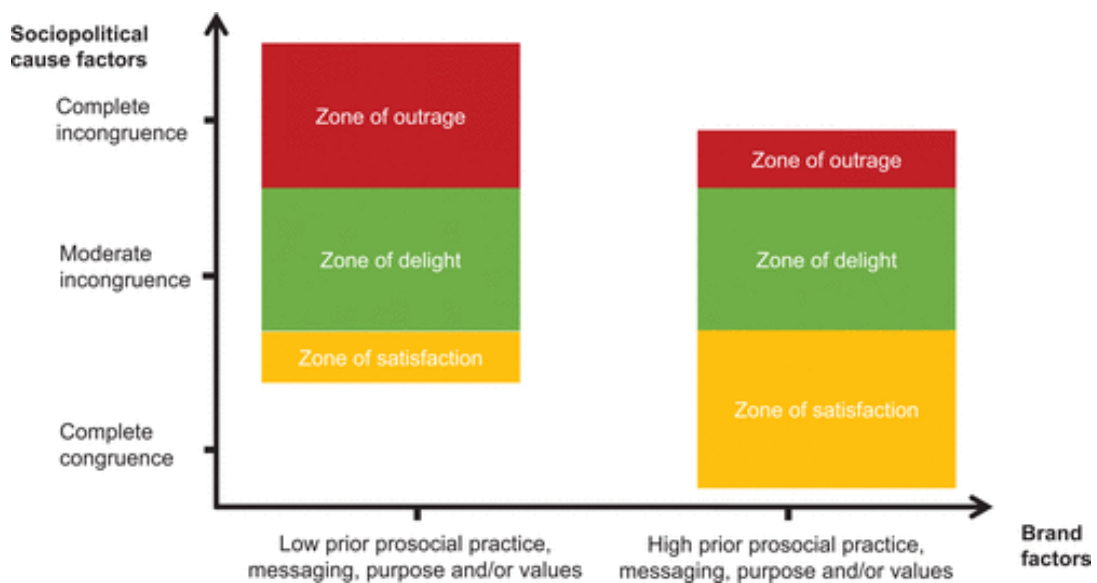 Sociopolitical
cause factors
Complete
incongruence
Moderate
incongruence
Complete
congruence
Zone of outrage
Zone of delight
Zone of satisfaction
Zone of outrage
Zone of delight
Zone of satisfaction
Low prior prosocial practice,
messaging, purpose and/or values
High prior prosocial practice,
messaging, purpose and/or values
Brand
factors